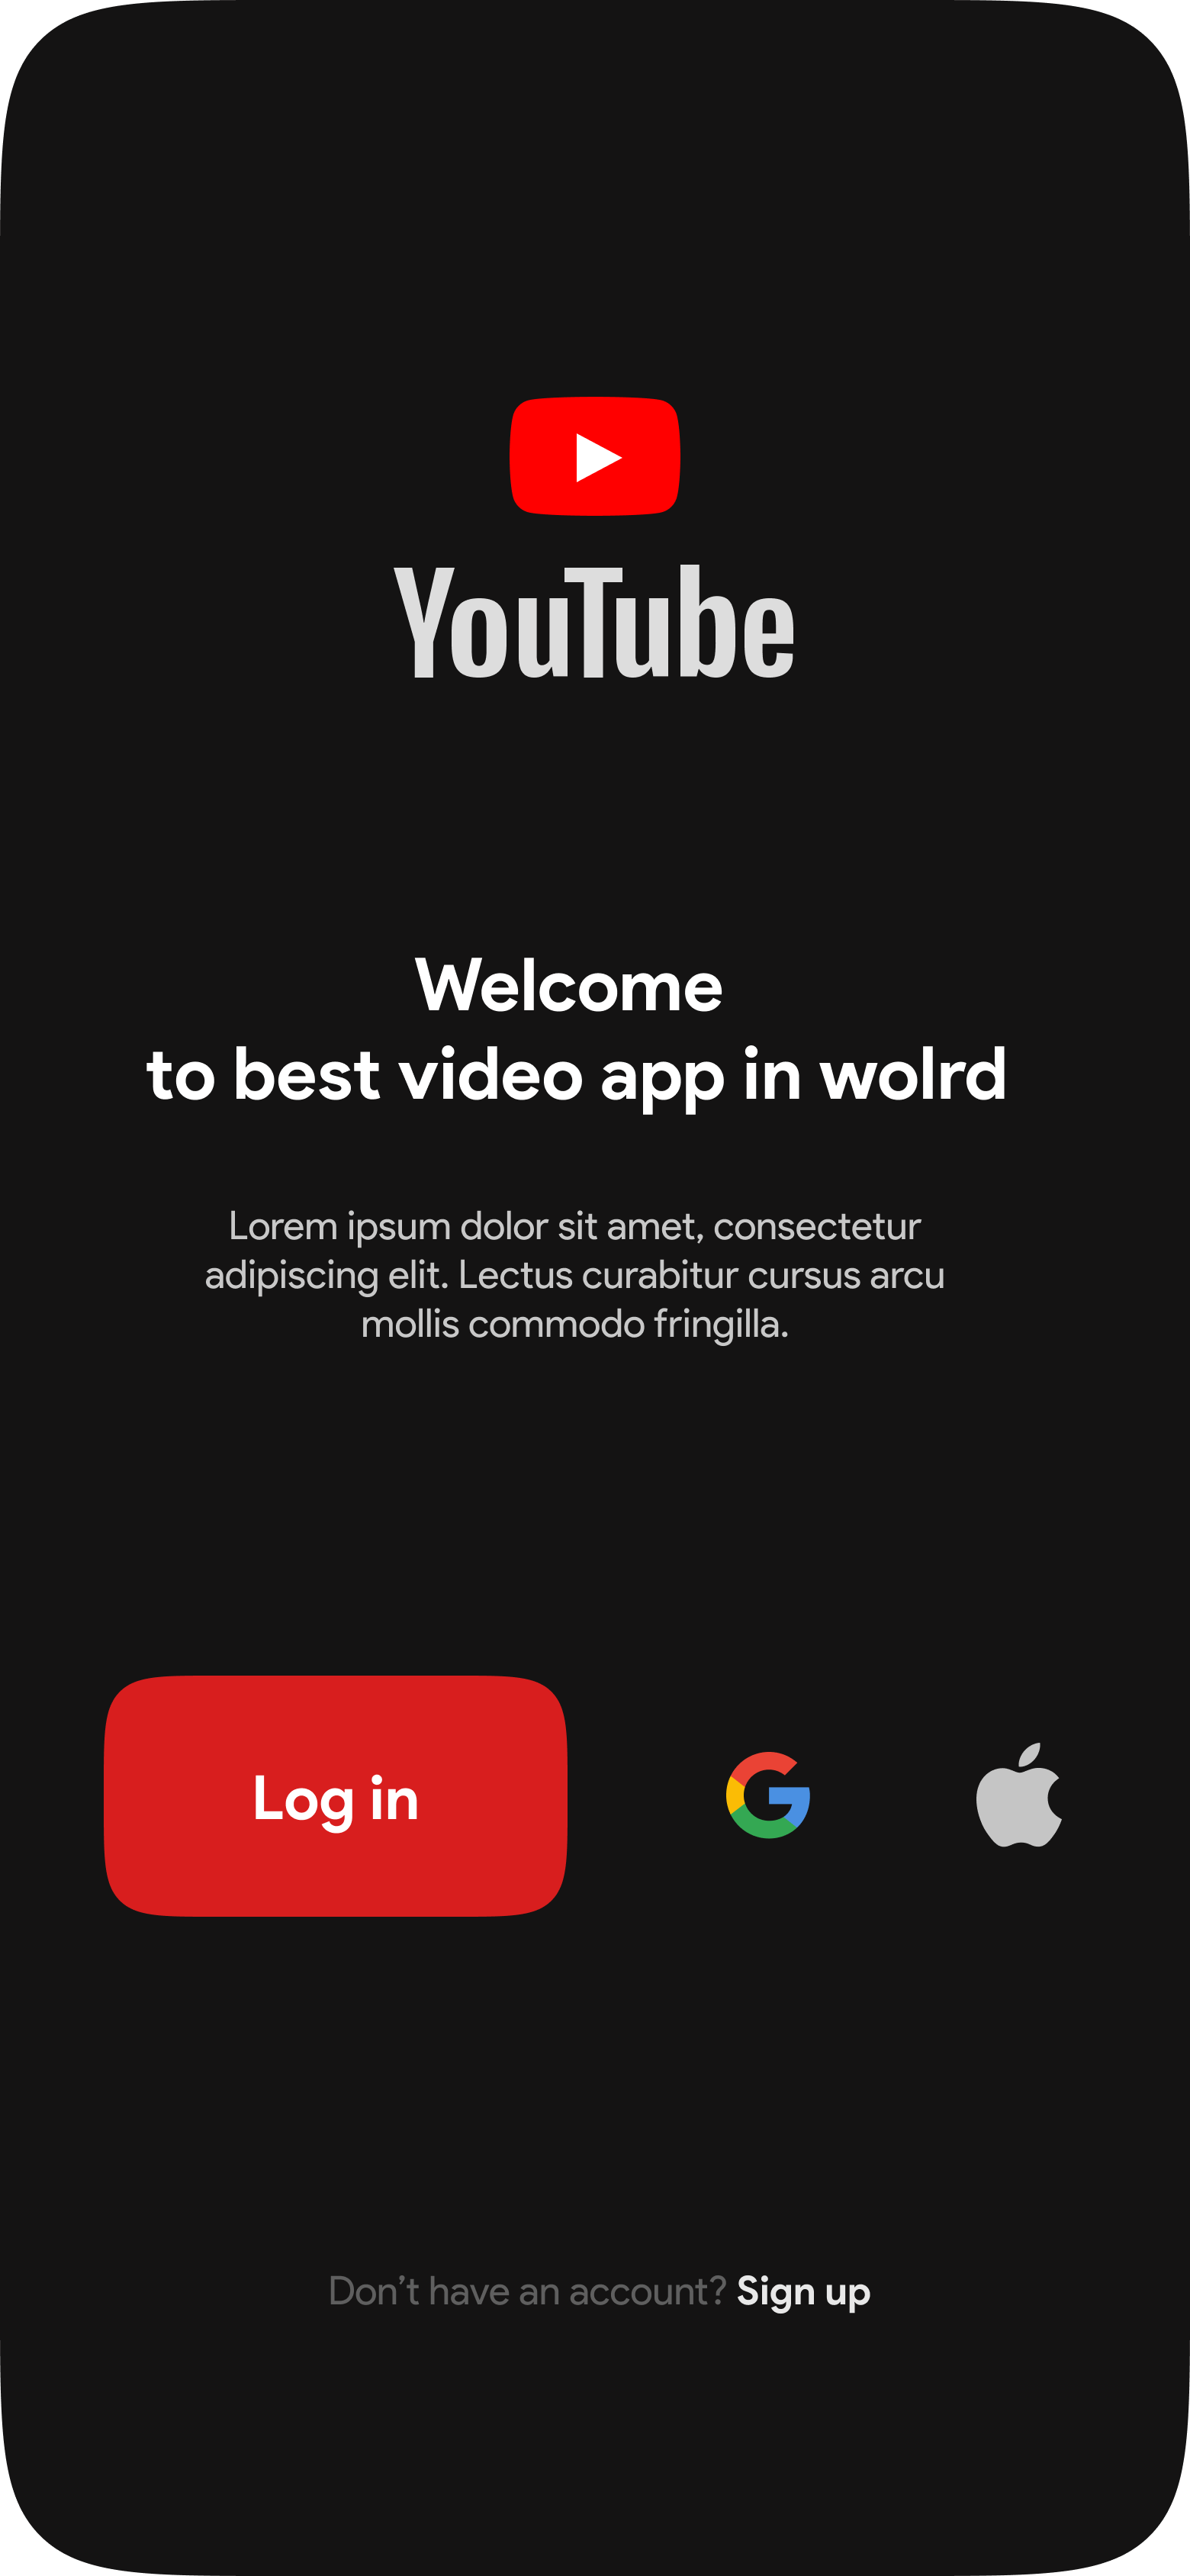 YouTube
Welcome
to best video app in wolrd
Lorem ipsum dolor sit amet, consectetur
adipiscing elit. Lectus curabitur cursus arcu
mollis commodo fringilla.
Log in
Don’t have an account? Sign up